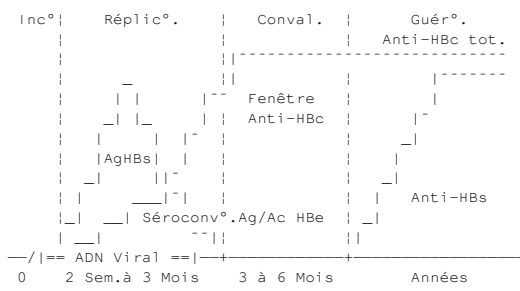 Inc° Réplic°. Conval. Guér°.
Anti-HBc tot.
Fenêtre
Anti-HBc
AgHBs
Anti-HBs
Séroconv°.Ag/Ac HBe
ADN Viral
0 2 Sem.à 3 Mois 3 à 6 Mois Années